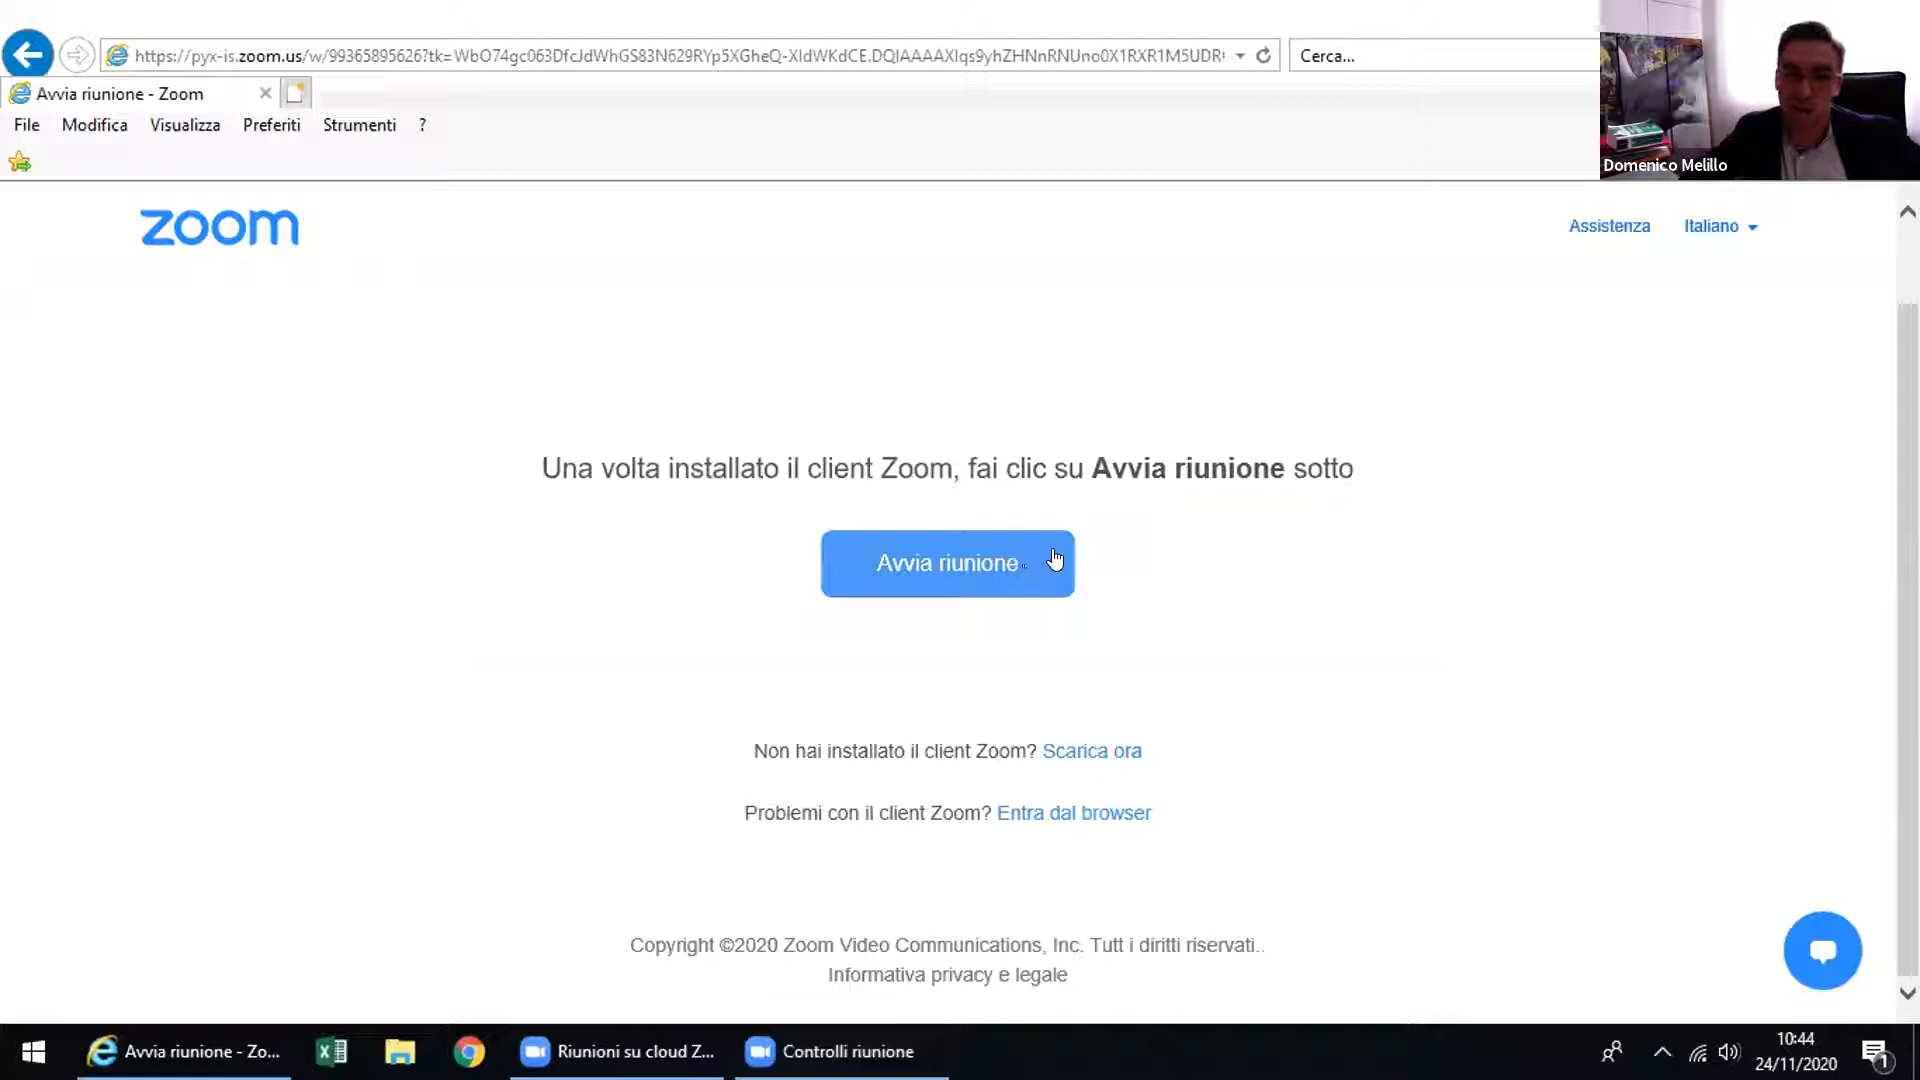 https://pyx-is.zoom.us/w/99365895626?tk=
Cerca...
Avvia riunione - Zoom
File Modifica Visualizza Preferiti Strumenti ?
Domenico Melillo
zoom
Assistenza Italiano
Una volta installato il client Zoom, fai clic su Avvia riunione sotto
Avvia riunione
Non hai installato il client Zoom? Scarica ora
Problemi con il client Zoom? Entra dal browser
Copyright ©2020 Zoom Video Communications, Inc. Tutt i diritti riservati..
Informativa privacy e legale
Avvia riunione - Zo... Riunioni su cloud Z... Controlli riunione
10:44
24/11/2020
1